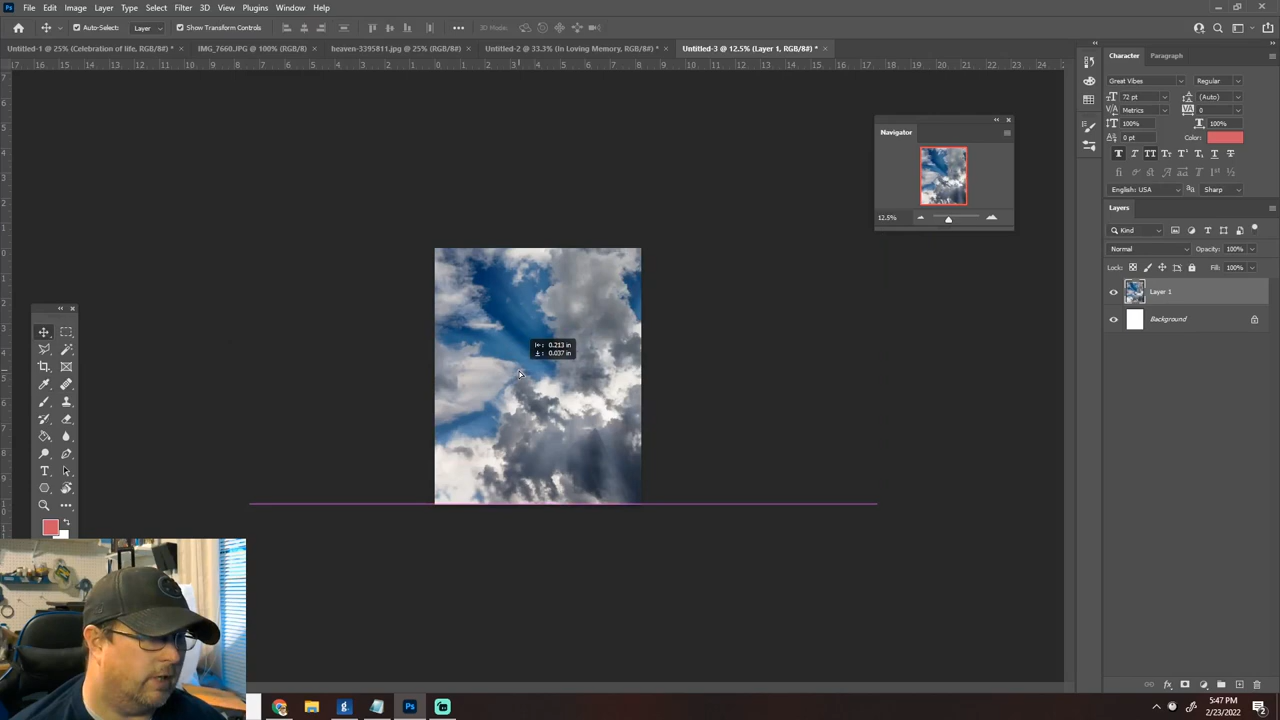 Ps File Edit Image Layer Type Select Filter 3D View Plugins Window Help
Auto-Select: Layer Show Transform Controls 3D Mode:
Untitled-1 @ 25% (Celebration of life, RGB/8#) * × IMG_7660.JPG @ 100% (RGB/8) × heaven-3395811.jpg @ 25% (RGB/8#) × Untitled-2 @ 33.3% (In Loving Memory, RGB/8#) * × Untitled-3 @ 12.5% (Layer 1, RGB/8#) * ×
Navigator
12.5%
0.213 in
0.037 in
Character Paragraph
Great Vibes Regular
72 pt (Auto)
Metrics 0
100% 100%
0 pt Color:
English: USA Sharp
Layers
Kind
Normal Opacity: 100%
Lock: Fill: 100%
Layer 1
Background
Ps
5:47 PM
2/23/2022